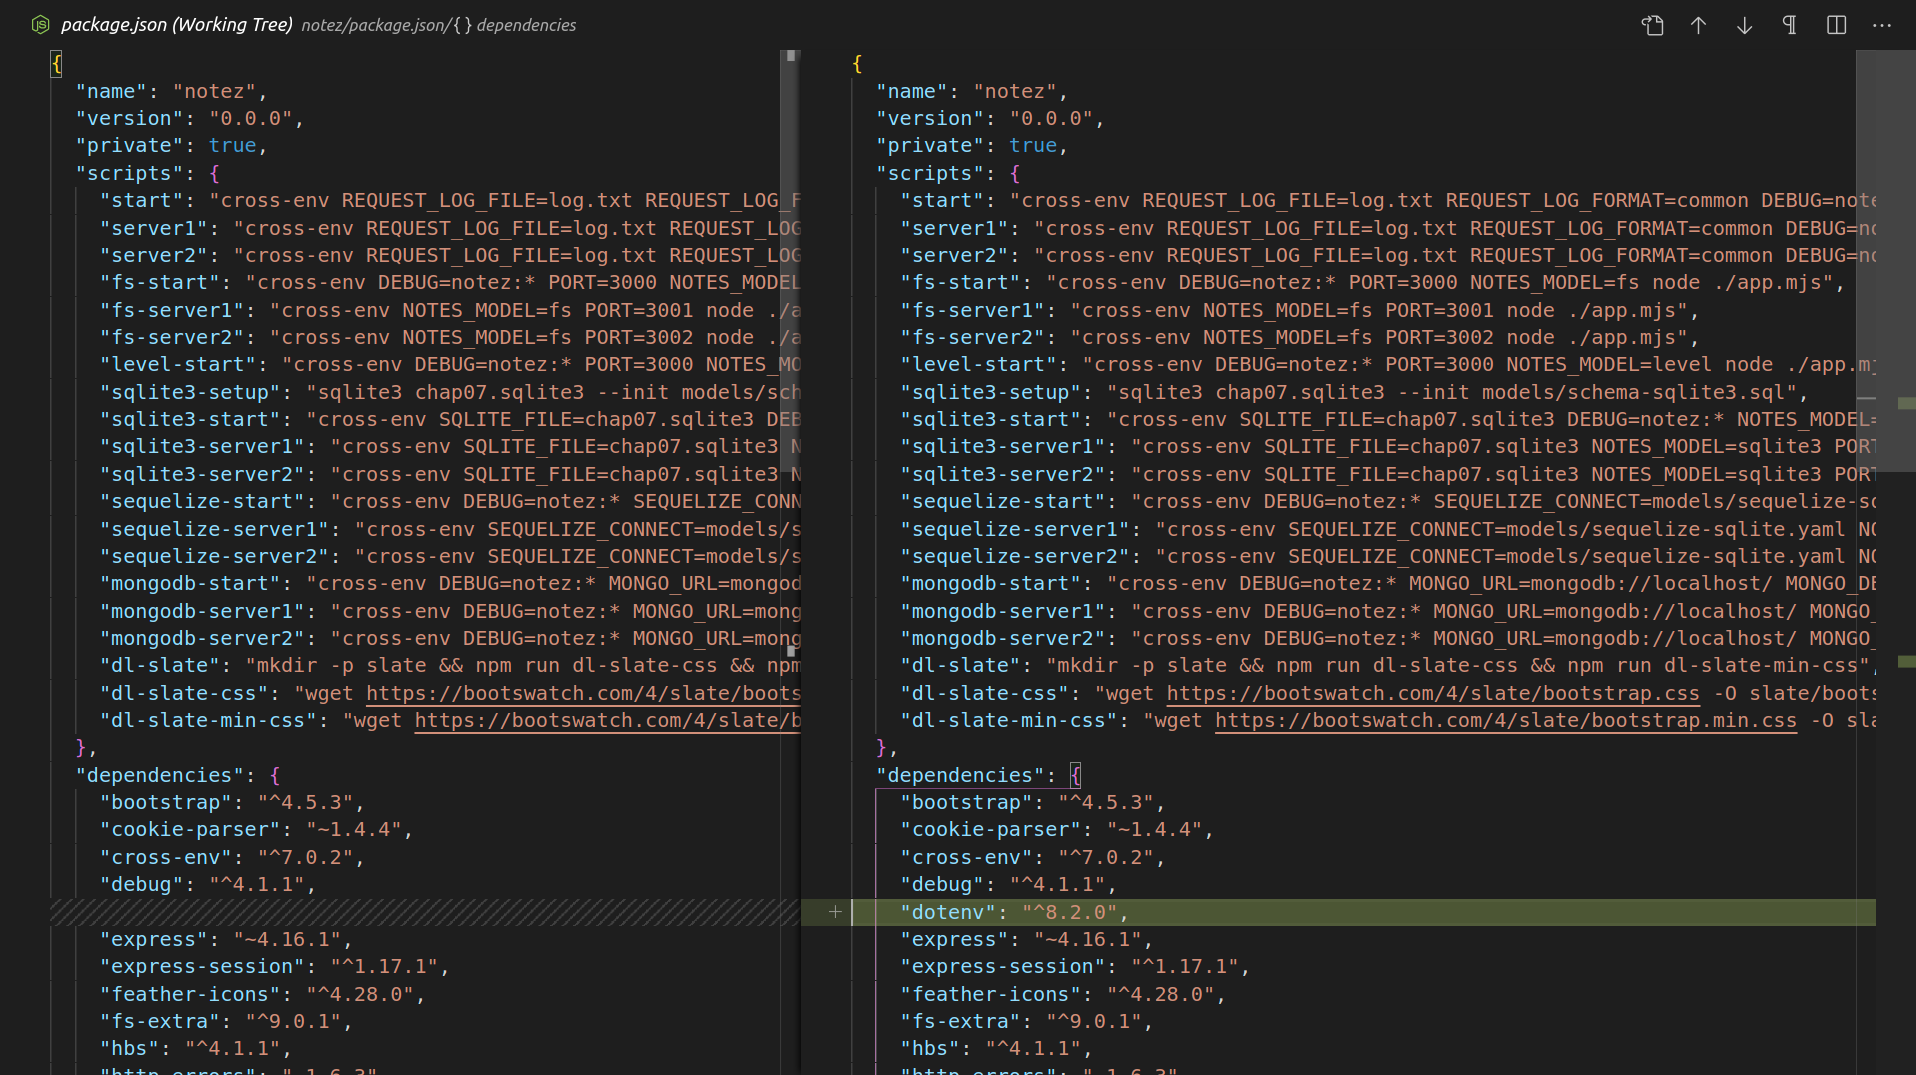 package.json (Working Tree) notez/package.json/{ } dependencies
{
"name": "notez",
"version": "0.0.0",
"private": true,
"scripts": {
"start": "cross-env REQUEST_LOG_FILE=log.txt REQUEST_LOG_F
"server1": "cross-env REQUEST_LOG_FILE=log.txt REQUEST_LOG
"server2": "cross-env REQUEST_LOG_FILE=log.txt REQUEST_LOG
"fs-start": "cross-env DEBUG=notez:* PORT=3000 NOTES_MODEL
"fs-server1": "cross-env NOTES_MODEL=fs PORT=3001 node ./a
"fs-server2": "cross-env NOTES_MODEL=fs PORT=3002 node ./a
"level-start": "cross-env DEBUG=notez:* PORT=3000 NOTES_MO
"sqlite3-setup": "sqlite3 chap07.sqlite3 --init models/sch
"sqlite3-start": "cross-env SQLITE_FILE=chap07.sqlite3 DEB
"sqlite3-server1": "cross-env SQLITE_FILE=chap07.sqlite3 N
"sqlite3-server2": "cross-env SQLITE_FILE=chap07.sqlite3 N
"sequelize-start": "cross-env DEBUG=notez:* SEQUELIZE_CONN
"sequelize-server1": "cross-env SEQUELIZE_CONNECT=models/s
"sequelize-server2": "cross-env SEQUELIZE_CONNECT=models/s
"mongodb-start": "cross-env DEBUG=notez:* MONGO_URL=mongod
"mongodb-server1": "cross-env DEBUG=notez:* MONGO_URL=mong
"mongodb-server2": "cross-env DEBUG=notez:* MONGO_URL=mong
"dl-slate": "mkdir -p slate && npm run dl-slate-css && npm
"dl-slate-css": "wget https://bootswatch.com/4/slate/boots
"dl-slate-min-css": "wget https://bootswatch.com/4/slate/b
},
"dependencies": {
"bootstrap": "^4.5.3",
"cookie-parser": "~1.4.4",
"cross-env": "^7.0.2",
"debug": "^4.1.1",
"express": "~4.16.1",
"express-session": "^1.17.1",
"feather-icons": "^4.28.0",
"fs-extra": "^9.0.1",
"hbs": "^4.1.1",
{
"name": "notez",
"version": "0.0.0",
"private": true,
"scripts": {
"start": "cross-env REQUEST_LOG_FILE=log.txt REQUEST_LOG_FORMAT=common DEBUG=note
"server1": "cross-env REQUEST_LOG_FILE=log.txt REQUEST_LOG_FORMAT=common DEBUG=no
"server2": "cross-env REQUEST_LOG_FILE=log.txt REQUEST_LOG_FORMAT=common DEBUG=no
"fs-start": "cross-env DEBUG=notez:* PORT=3000 NOTES_MODEL=fs node ./app.mjs",
"fs-server1": "cross-env NOTES_MODEL=fs PORT=3001 node ./app.mjs",
"fs-server2": "cross-env NOTES_MODEL=fs PORT=3002 node ./app.mjs",
"level-start": "cross-env DEBUG=notez:* PORT=3000 NOTES_MODEL=level node ./app.mj
"sqlite3-setup": "sqlite3 chap07.sqlite3 --init models/schema-sqlite3.sql",
"sqlite3-start": "cross-env SQLITE_FILE=chap07.sqlite3 DEBUG=notez:* NOTES_MODEL=
"sqlite3-server1": "cross-env SQLITE_FILE=chap07.sqlite3 NOTES_MODEL=sqlite3 PORT
"sqlite3-server2": "cross-env SQLITE_FILE=chap07.sqlite3 NOTES_MODEL=sqlite3 PORT
"sequelize-start": "cross-env DEBUG=notez:* SEQUELIZE_CONNECT=models/sequelize-sq
"sequelize-server1": "cross-env SEQUELIZE_CONNECT=models/sequelize-sqlite.yaml NO
"sequelize-server2": "cross-env SEQUELIZE_CONNECT=models/sequelize-sqlite.yaml NO
"mongodb-start": "cross-env DEBUG=notez:* MONGO_URL=mongodb://localhost/ MONGO_DB
"mongodb-server1": "cross-env DEBUG=notez:* MONGO_URL=mongodb://localhost/ MONGO_
"mongodb-server2": "cross-env DEBUG=notez:* MONGO_URL=mongodb://localhost/ MONGO_
"dl-slate": "mkdir -p slate && npm run dl-slate-css && npm run dl-slate-min-css",
"dl-slate-css": "wget https://bootswatch.com/4/slate/bootstrap.css -O slate/boots
"dl-slate-min-css": "wget https://bootswatch.com/4/slate/bootstrap.min.css -O sla
},
"dependencies": {
"bootstrap": "^4.5.3",
"cookie-parser": "~1.4.4",
"cross-env": "^7.0.2",
"debug": "^4.1.1",
+ "dotenv": "^8.2.0",
"express": "~4.16.1",
"express-session": "^1.17.1",
"feather-icons": "^4.28.0",
"fs-extra": "^9.0.1",
"hbs": "^4.1.1",